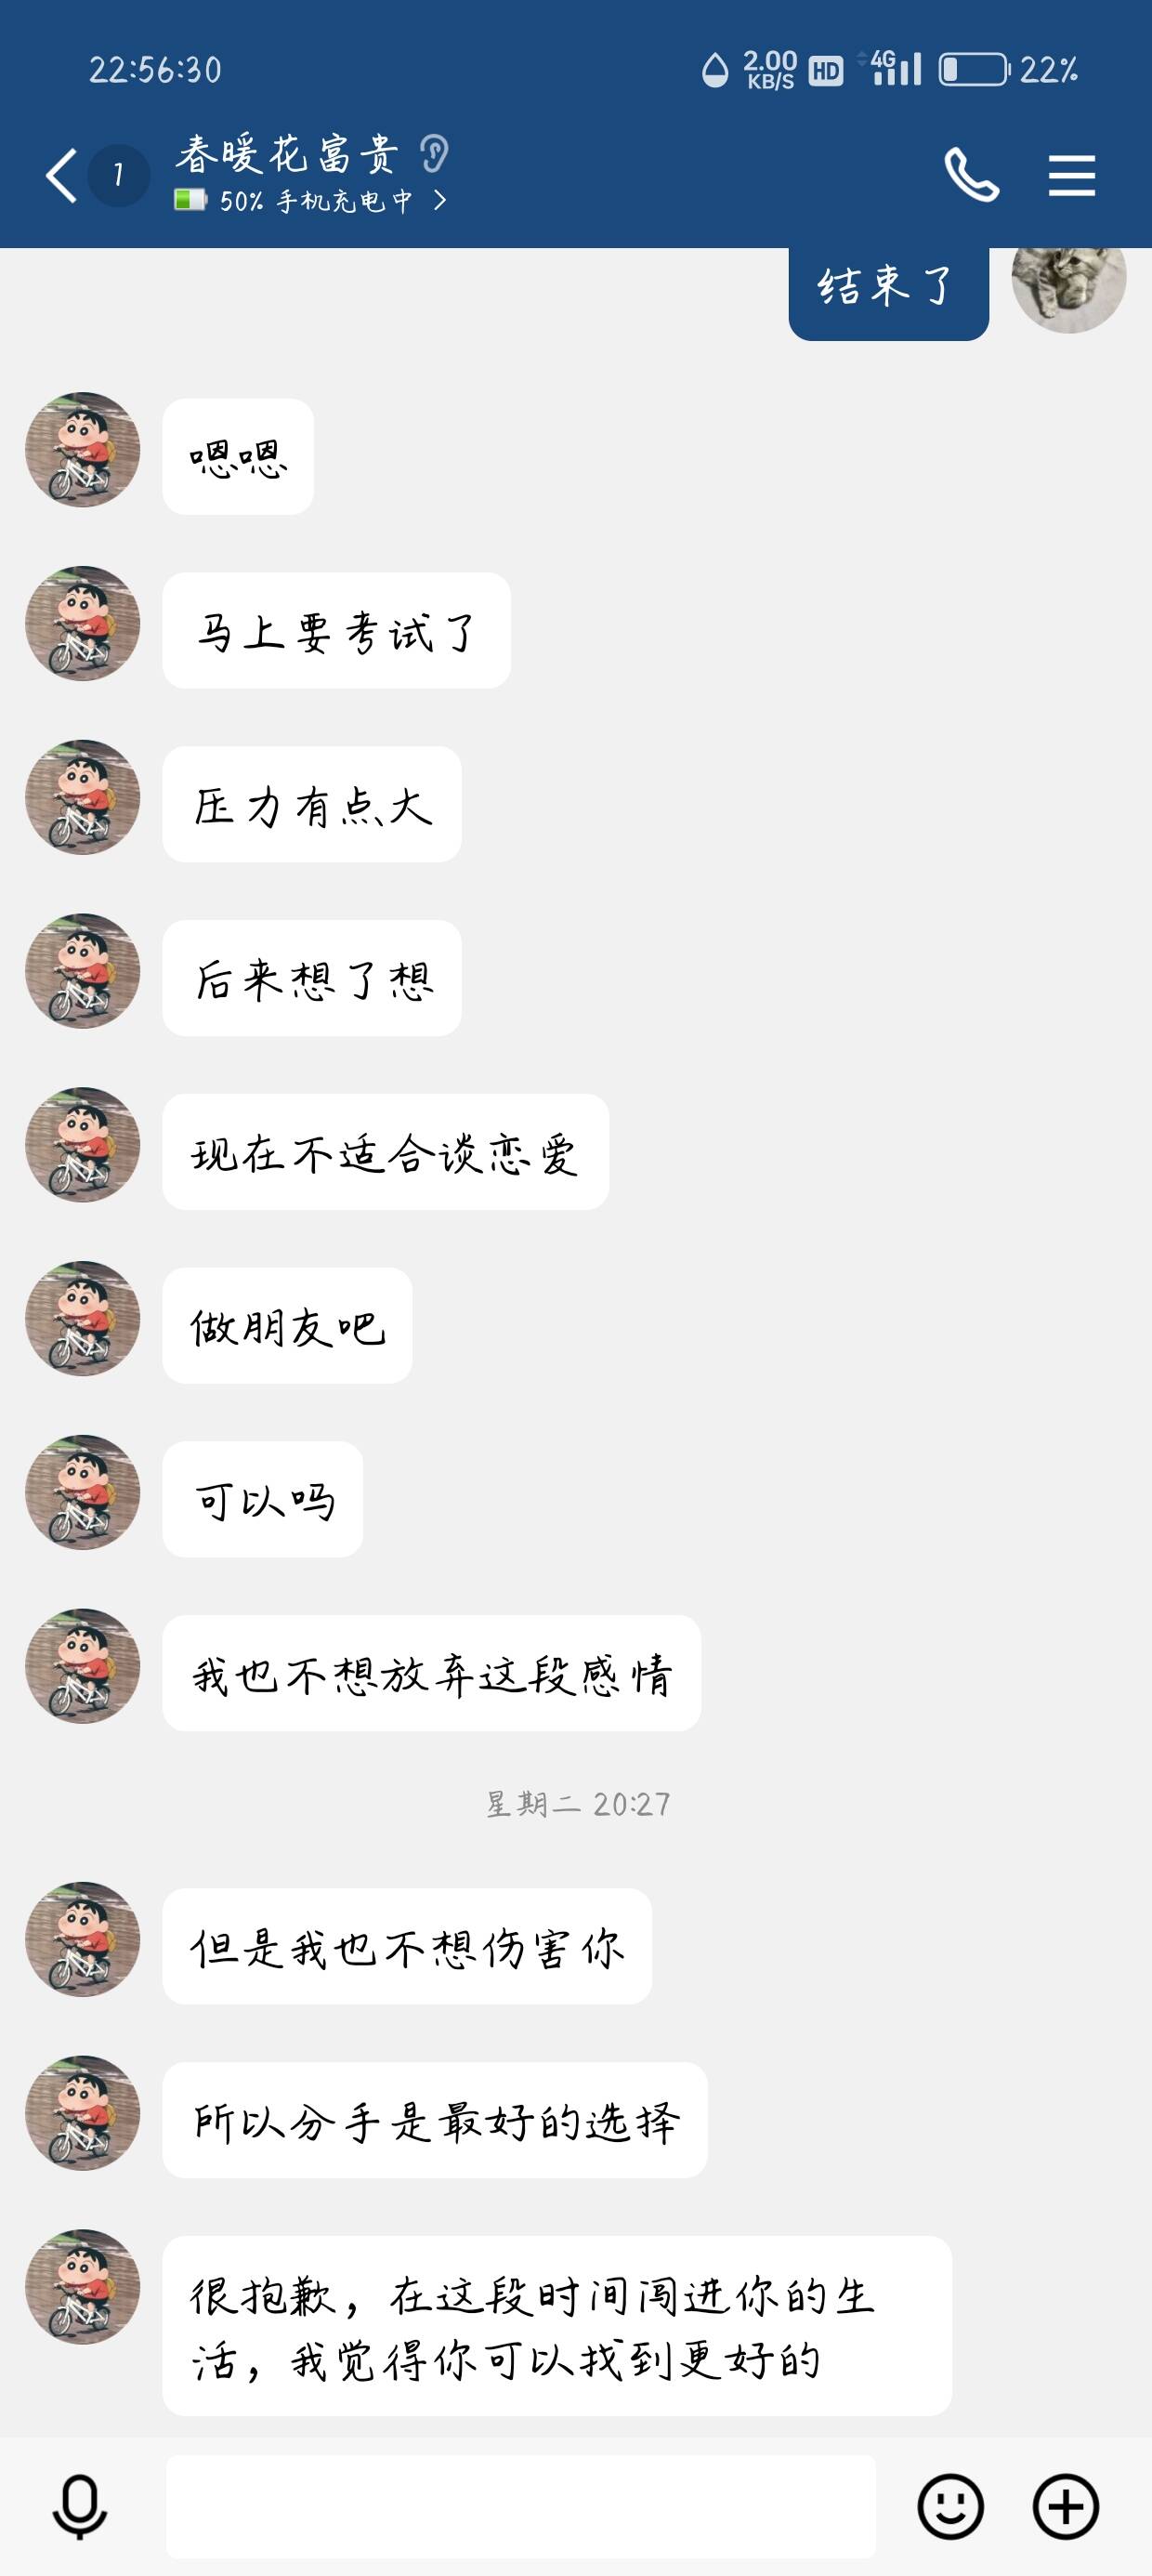 22:56:30
2.00
KB/S
HD
4G
22%
1
春暖花富贵
50% 手机充电中
结束了
嗯嗯
马上要考试了
压力有点大
后来想了想
现在不适合谈恋爱
做朋友吧
可以吗
我也不想放弃这段感情
星期二 20:27
但是我也不想伤害你
所以分手是最好的选择
很抱歉，在这段时间闯进你的生
活，我觉得你可以找到更好的